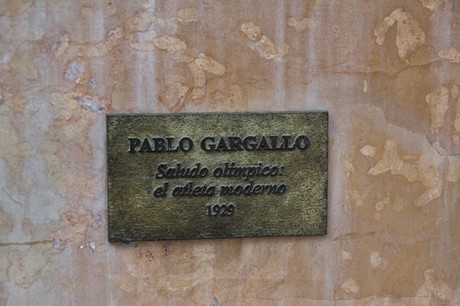 PABLO GARGALLO
Saludo olímpico:
el atleta moderno
1929